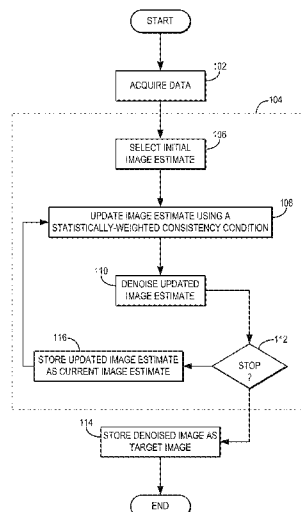 START
102
ACQUIRE DATA
104
106
SELECT INITIAL
IMAGE ESTIMATE
108
UPDATE IMAGE ESTIMATE USING A
STATISTICALLY-WEIGHTED CONSISTENCY CONDITION
110
DENOISE UPDATED
IMAGE ESTIMATE
116
112
STORE UPDATED IMAGE ESTIMATE
AS CURRENT IMAGE ESTIMATE
STOP
?
114
STORE DENOISED IMAGE AS
TARGET IMAGE
END